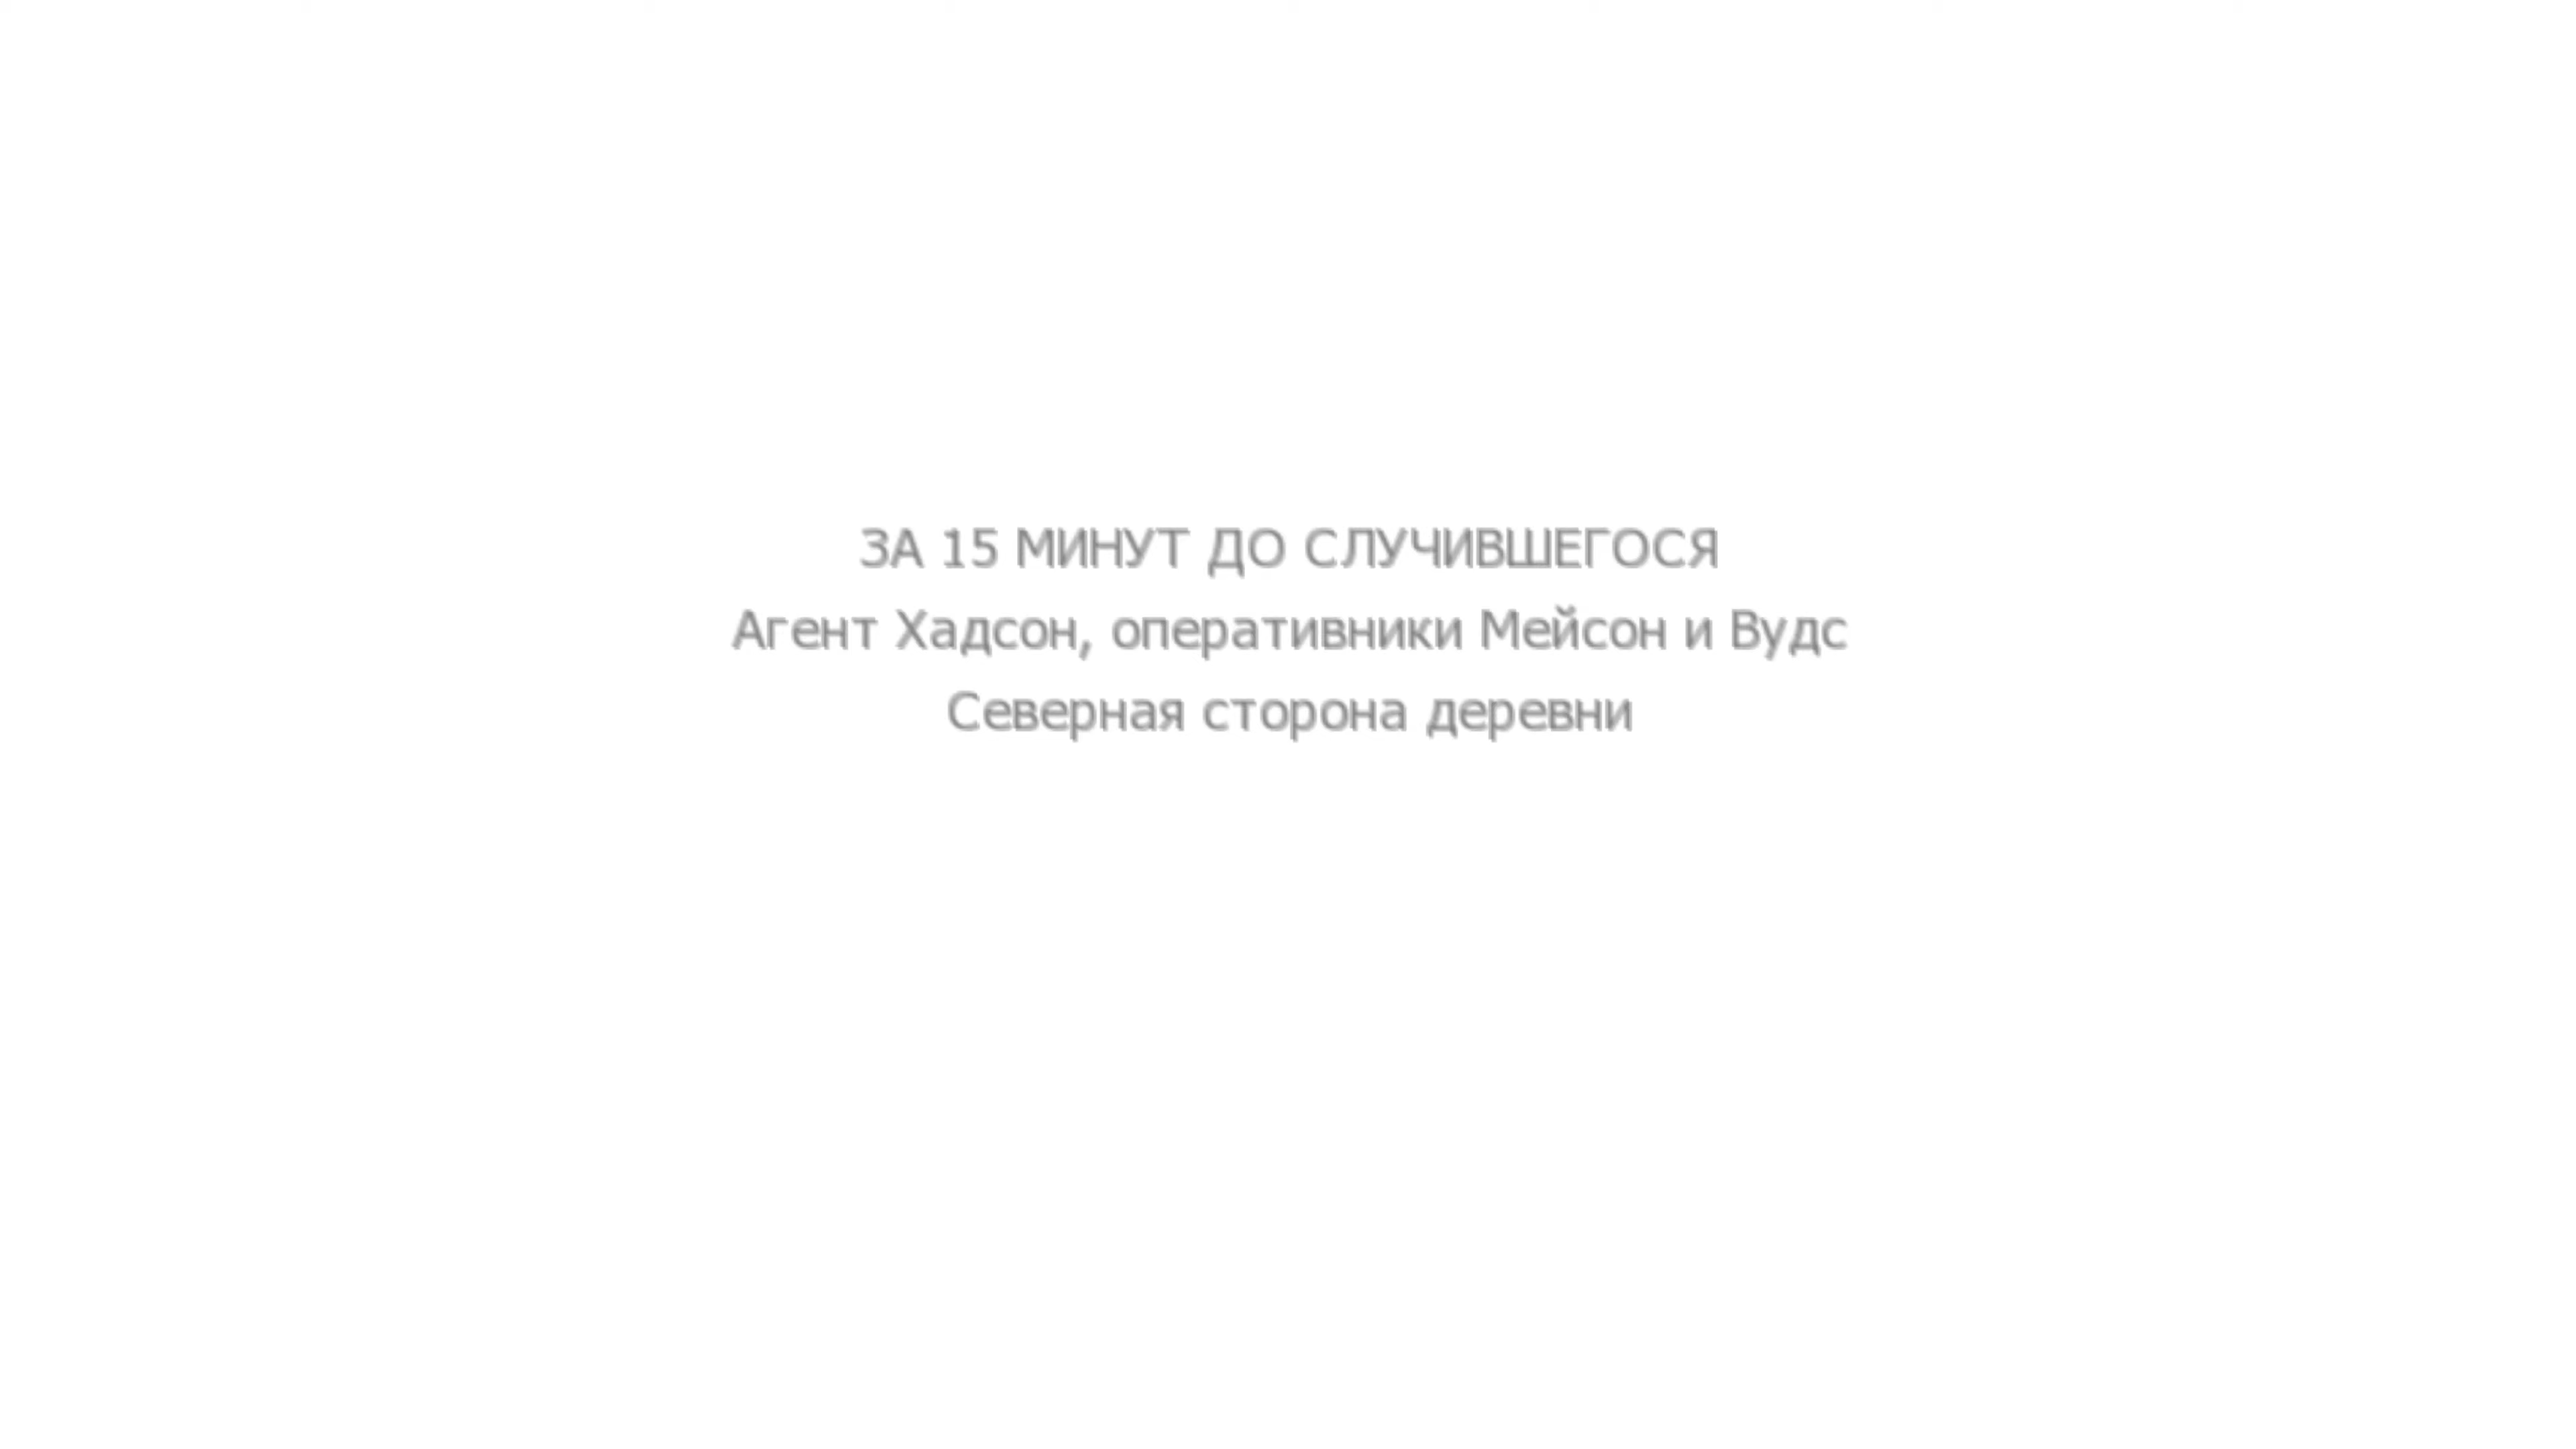 ЗА 15 МИНУТ ДО СЛУЧИВШЕГОСЯ
Агент Хадсон, оперативники Мейсон и Вудс
Северная сторона деревни